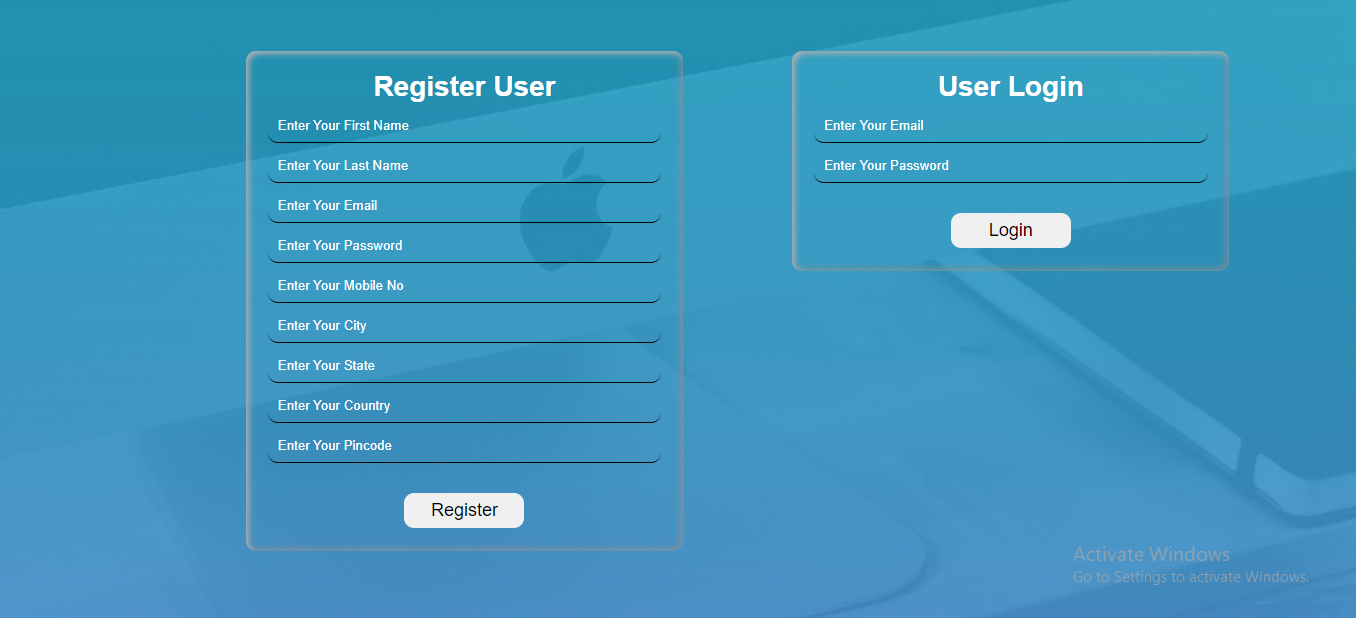 Register User
Enter Your First Name
Enter Your Last Name
Enter Your Email
Enter Your Password
Enter Your Mobile No
Enter Your City
Enter Your State
Enter Your Country
Enter Your Pincode
Register
User Login
Enter Your Email
Enter Your Password
Login
Activate Windows
Go to Settings to activate Windows.